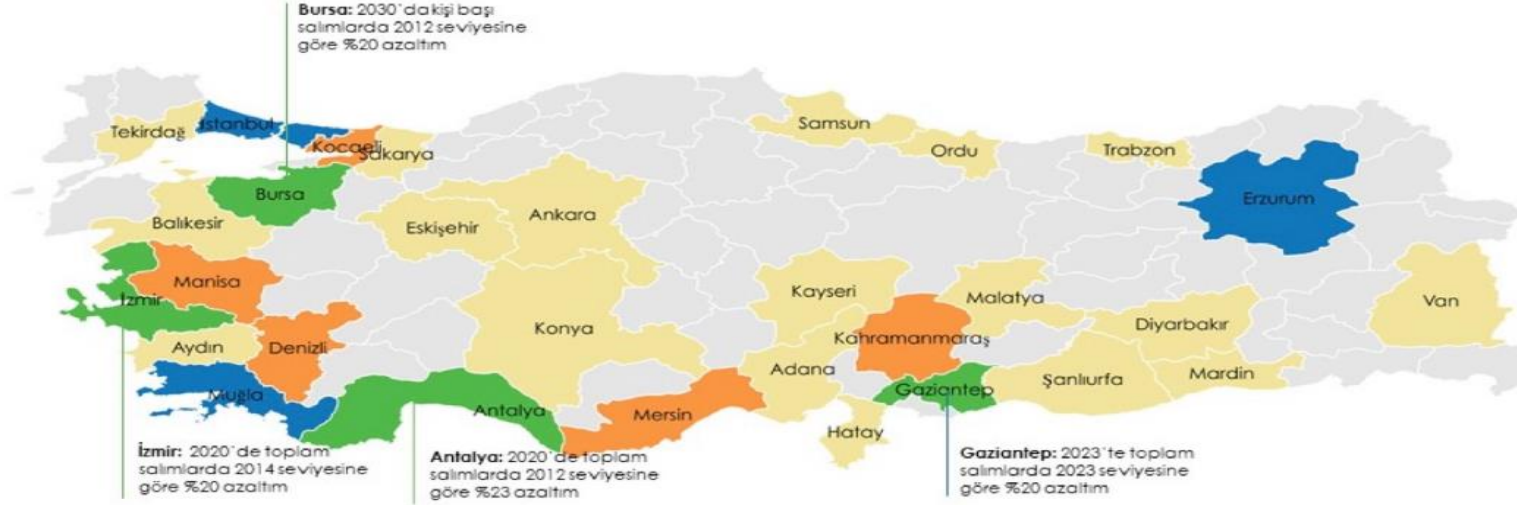 Bursa: 2030'da kişi başı
salımlarda 2012 seviyesine
göre %20 azaltım
Tekirdağ
İstanbul
Kocaeli
Sakarya
Samsun
Ordu
Trabzon
Erzurum
Bursa
Balıkesir
Eskişehir
Ankara
Manisa
İzmir
Kayseri
Malatya
Van
Konya
Diyarbakır
Aydın
Denizli
Kahramanmaraş
Adana
Şanlıurfa
Mardin
Muğla
Antalya
Mersin
Gaziantep
Hatay
İzmir: 2020'de toplam
salımlarda 2014 seviyesine
göre %20 azaltım
Antalya: 2020'de toplam
salımlarda 2012 seviyesine
göre %23 azaltım
Gaziantep: 2023'te toplam
salımlarda 2023 seviyesine
göre %20 azaltım